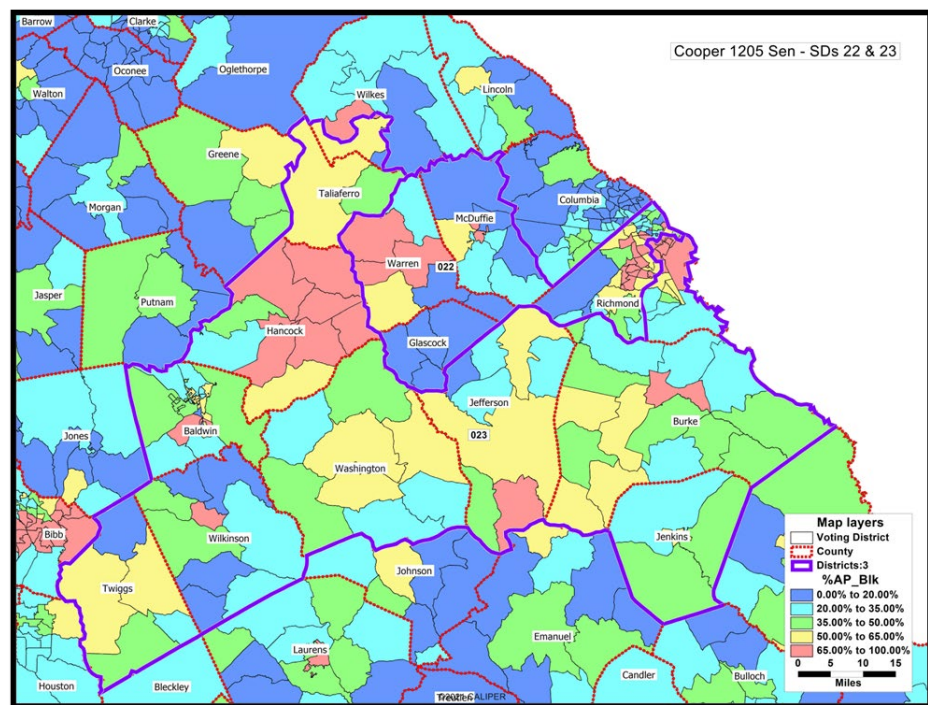 Cooper 1205 Sen - SDs 22 & 23
Barrow
Clarke
Oconee
Oglethorpe
Walton
Wilkes
Lincoln
Greene
Taliaferro
Morgan
McDuffie
Columbia
Warren
022
Jasper
Putnam
Hancock
Richmond
Glascock
Jefferson
Jones
Baldwin
023
Burke
Washington
Bibb
Wilkinson
Jenkins
Twiggs
Johnson
Laurens
Emanuel
Houston
Bleckley
Candler
Bulloch
Treutlen
CALIPER
Map layers
Voting District
County
Districts:3
%AP_Blk
0.00% to 20.00%
20.00% to 35.00%
35.00% to 50.00%
50.00% to 65.00%
65.00% to 100.00%
0 5 10 15
Miles